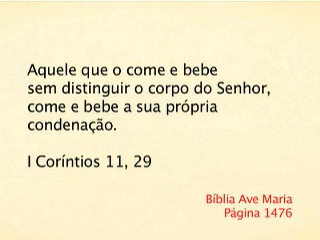 Aquele que o come e bebe
sem distinguir o corpo do Senhor,
come e bebe a sua própria
condenação.
I Coríntios 11, 29
Bíblia Ave Maria
Página 1476